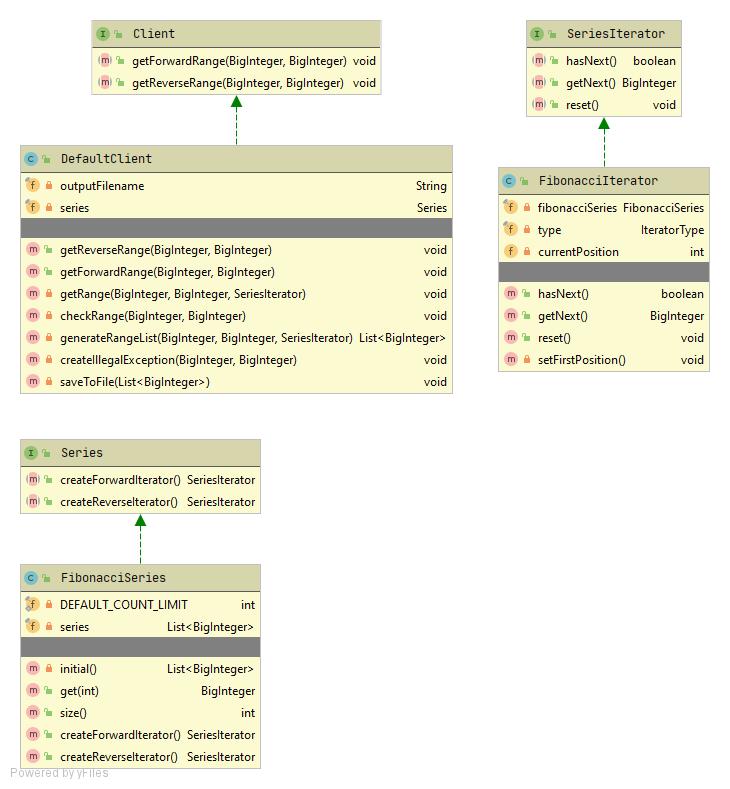 Client
getForwardRange(BigInteger, BigInteger) void
getReverseRange(BigInteger, BigInteger) void
SeriesIterator
hasNext() boolean
getNext() BigInteger
reset() void
DefaultClient
outputFilename String
series Series
getReverseRange(BigInteger, BigInteger) void
getForwardRange(BigInteger, BigInteger) void
getRange(BigInteger, BigInteger, SeriesIterator) void
checkRange(BigInteger, BigInteger) void
generateRangeList(BigInteger, BigInteger, SeriesIterator) List<BigInteger>
createIllegalException(BigInteger, BigInteger) void
saveToFile(List<BigInteger>) void
FibonacciIterator
fibonacciSeries FibonacciSeries
type IteratorType
currentPosition int
hasNext() boolean
getNext() BigInteger
reset() void
setFirstPosition() void
Series
createForwardIterator() SeriesIterator
createReverseIterator() SeriesIterator
FibonacciSeries
DEFAULT_COUNT_LIMIT int
series List<BigInteger>
initial() List<BigInteger>
get(int) BigInteger
size() int
createForwardIterator() SeriesIterator
createReverseIterator() SeriesIterator
Powered by yFiles